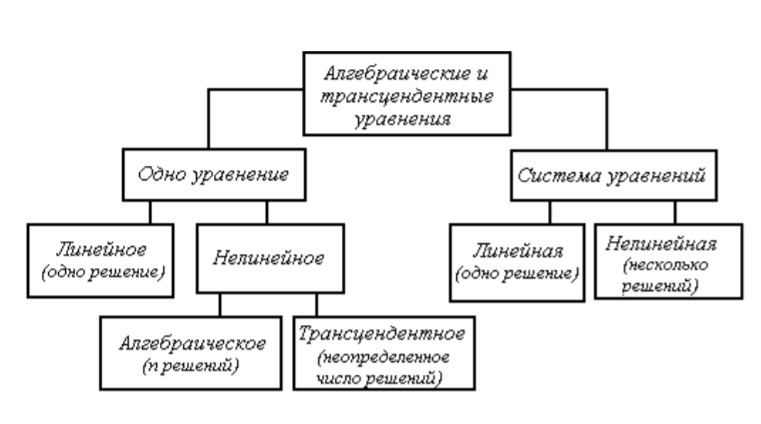 Алгебраические и
трансцендентные
уравнения
Одно уравнение
Система уравнений
Линейное
(одно решение)
Нелинейное
Линейная
(одно решение)
Нелинейная
(несколько
решений)
Алгебраическое
(n решений)
Трансцендентное
(неопределенное
число решений)